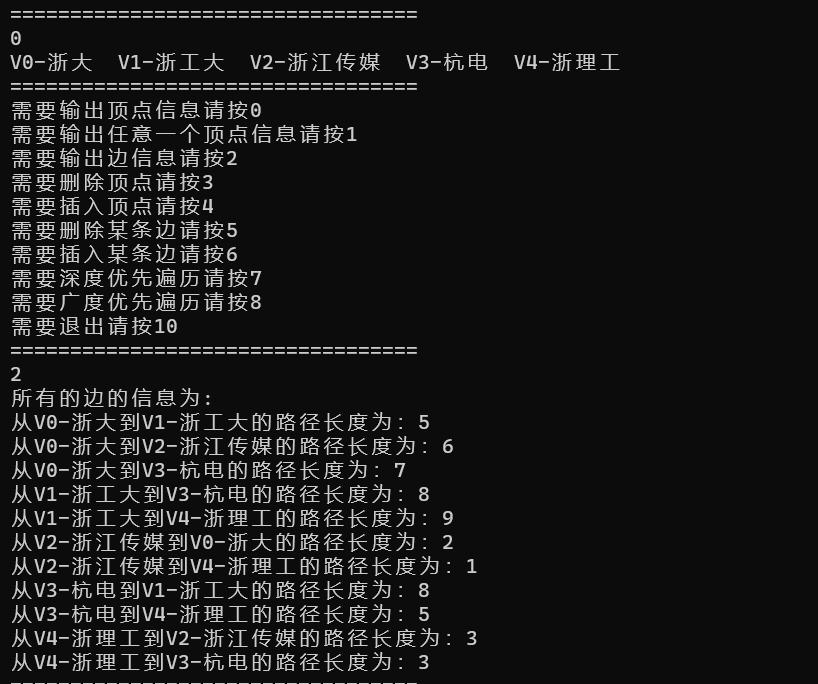 ==================================
0
V0-浙大  V1-浙工大  V2-浙江传媒  V3-杭电  V4-浙理工
==================================
需要输出顶点信息请按0
需要输出任意一个顶点信息请按1
需要输出边信息请按2
需要删除顶点请按3
需要插入顶点请按4
需要删除某条边请按5
需要插入某条边请按6
需要深度优先遍历请按7
需要广度优先遍历请按8
需要退出请按10
==================================
2
所有的边的信息为:
从V0-浙大到V1-浙工大的路径长度为: 5
从V0-浙大到V2-浙江传媒的路径长度为: 6
从V0-浙大到V3-杭电的路径长度为: 7
从V1-浙工大到V3-杭电的路径长度为: 8
从V1-浙工大到V4-浙理工的路径长度为: 9
从V2-浙江传媒到V0-浙大的路径长度为: 2
从V2-浙江传媒到V4-浙理工的路径长度为: 1
从V3-杭电到V1-浙工大的路径长度为: 8
从V3-杭电到V4-浙理工的路径长度为: 5
从V4-浙理工到V2-浙江传媒的路径长度为: 3
从V4-浙理工到V3-杭电的路径长度为: 3
==================================